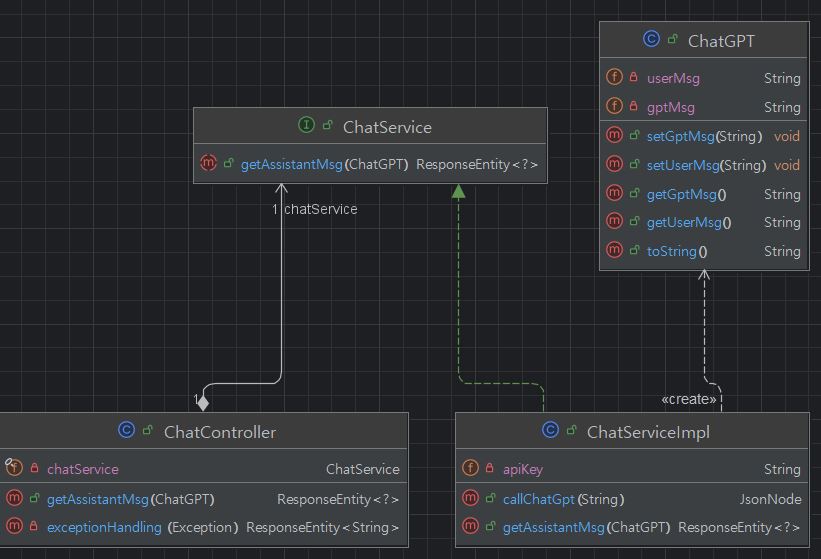 C ChatGPT
f userMsg String
f gptMsg String
m setGptMsg(String) void
m setUserMsg(String) void
m getGptMsg() String
m getUserMsg() String
m toString() String
I ChatService
m getAssistantMsg(ChatGPT) ResponseEntity<?>
1 chatService
1
«create»
C ChatController
f chatService ChatService
m getAssistantMsg(ChatGPT) ResponseEntity<?>
m exceptionHandling (Exception) ResponseEntity<String>
C ChatServiceImpl
f apiKey String
m callChatGpt(String) JsonNode
m getAssistantMsg(ChatGPT) ResponseEntity<?>